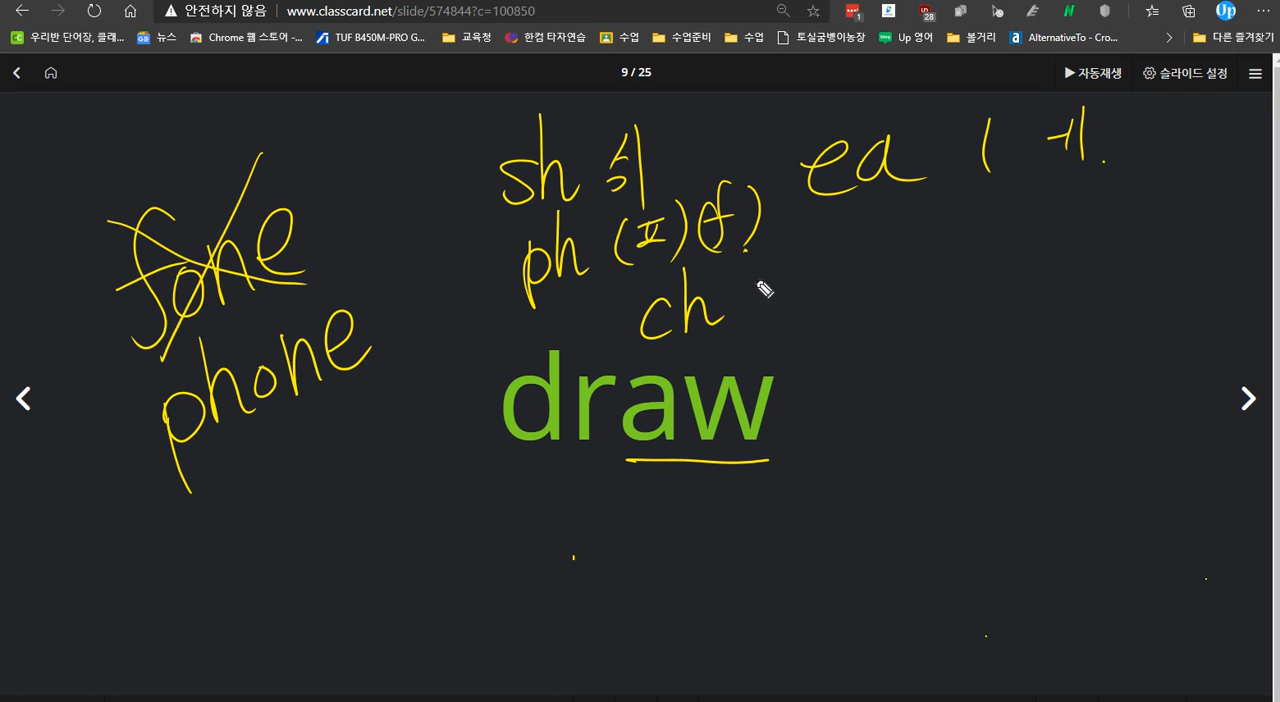 안전하지 않음 www.classcard.net/slide/574844?c=100850 1 28 Up
우리반 단어장, 클래... 뉴스 Chrome 웹 스토어 -... TUF B450M-PRO G... 교육청 한컴 타자연습 수업 수업준비 수업 토실궁뱅이농장 Up 영어 볼거리 AlternativeTo - Cro... 다른 즐겨찾기
9 / 25 자동재생 슬라이드 설정
fone
phone
sh 쉬
ph (ㅍ)(f)
ch
ea
draw